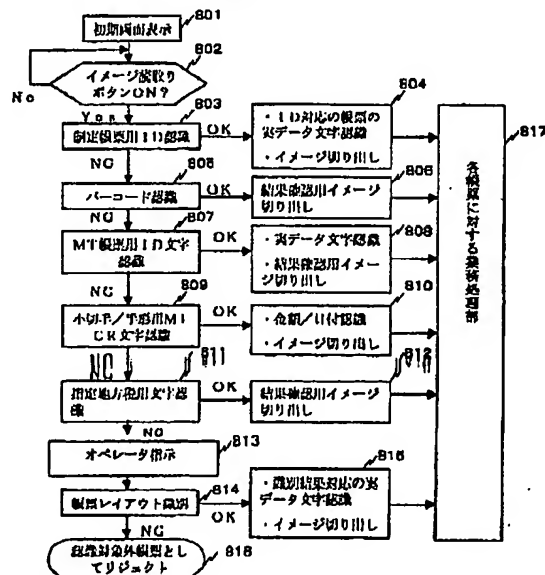 801
初期画面表示
802
イメージ読取り
ボタンON?
No
Yes
803
制定帳票用ID認識
OK
804
・ID対応の帳票の
実データ文字認識
・イメージ切り出し
817
NG
805
バーコード認識
OK
806
結果確認用イメージ
切り出し
NG
807
MT帳票用ID文字
認識
OK
808
・実データ文字認識
・結果確認用イメー
ジ切り出し
NG
809
小切手/手形用MI
CR文字認識
OK
810
・金額/日付認識
・イメージ切り出し
NG
811
指定地方税用文字認
識
OK
812
結果確認用イメージ
切り出し
NG
813
オペレータ指示
814
帳票レイアウト識別
OK
815
・識別結果対応の実
データ文字認識
・イメージ切出し
NG
816
認識対象外帳票とし
てリジェクト